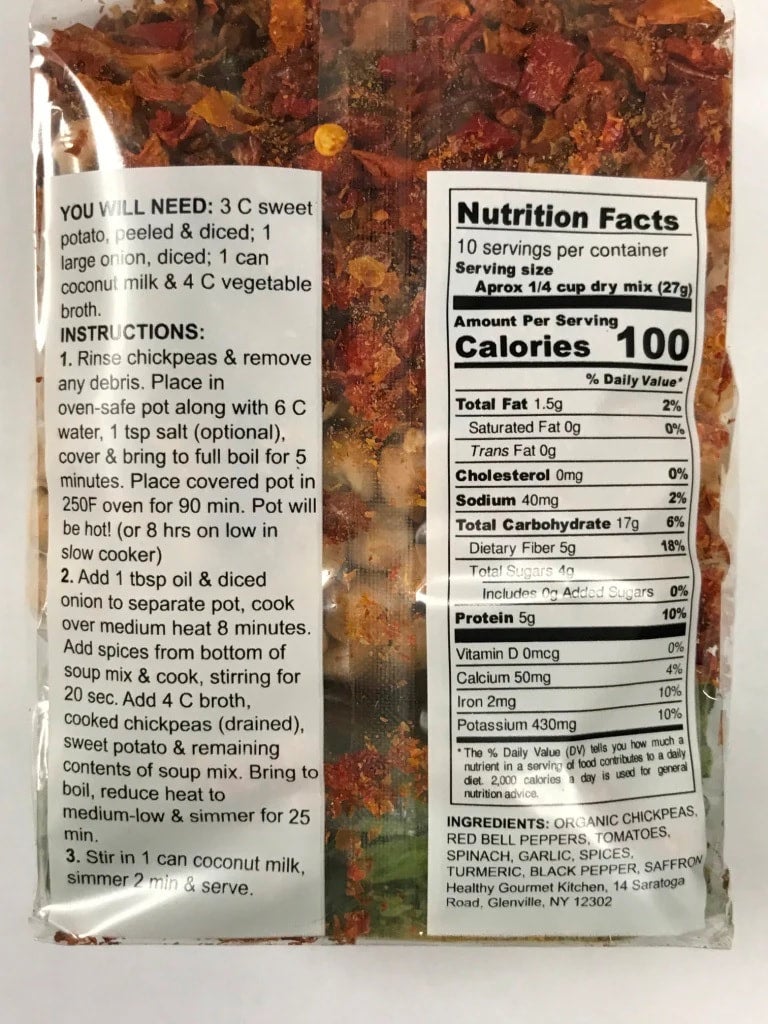 YOU WILL NEED: 3 C sweet
potato, peeled & diced; 1
large onion, diced; 1 can
coconut milk & 4 C vegetable
broth.
INSTRUCTIONS:
1. Rinse chickpeas & remove
any debris. Place in
oven-safe pot along with 6 C
water, 1 tsp salt (optional),
cover & bring to full boil for 5
minutes. Place covered pot in
250F oven for 90 min. Pot will
be hot! (or 8 hrs on low in
slow cooker)
2. Add 1 tbsp oil & diced
onion to separate pot, cook
over medium heat 8 minutes.
Add spices from bottom of
soup mix & cook, stirring for
20 sec. Add 4 C broth,
cooked chickpeas (drained),
sweet potato & remaining
contents of soup mix. Bring to
boil, reduce heat to
medium-low & simmer for 25
min.
3. Stir in 1 can coconut milk,
simmer 2 min & serve.
Nutrition Facts
10 servings per container
Serving size
Aprox 1/4 cup dry mix (27g)
Amount Per Serving
Calories 100
% Daily Value*
Total Fat 1.5g 2%
Saturated Fat 0g 0%
Trans Fat 0g
Cholesterol 0mg 0%
Sodium 40mg 2%
Total Carbohydrate 17g 6%
Dietary Fiber 5g 18%
Total Sugars 4g
Includes 0g Added Sugars 0%
Protein 5g 10%
Vitamin D 0mcg 0%
Calcium 50mg 4%
Iron 2mg 10%
Potassium 430mg 10%
*The % Daily Value (DV) tells you how much a
nutrient in a serving of food contributes to a daily
diet. 2,000 calories a day is used for general
nutrition advice.
INGREDIENTS: ORGANIC CHICKPEAS,
RED BELL PEPPERS, TOMATOES,
SPINACH, GARLIC, SPICES,
TURMERIC, BLACK PEPPER, SAFFRON
Healthy Gourmet Kitchen, 14 Saratoga
Road, Glenville, NY 12302